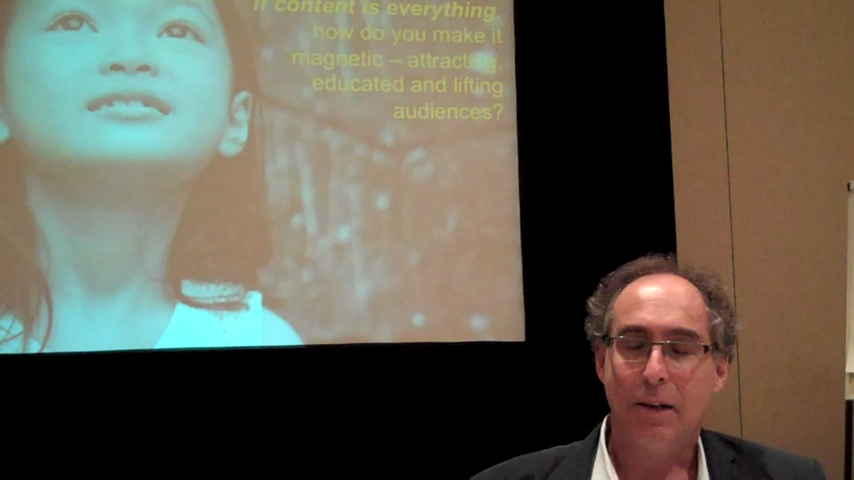 If content is everything,
how do you make it
magnetic – attracting,
educated and lifting
audiences?